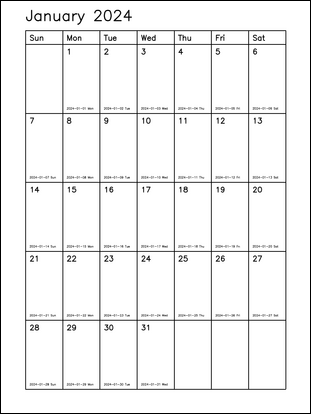 January 2024
Sun Mon Tue Wed Thu Fri Sat
1 2 3 4 5 6
2024-01-01 Mon 2024-01-02 Tue 2024-01-03 Wed 2024-01-04 Thu 2024-01-05 Fri 2024-01-06 Sat
7 8 9 10 11 12 13
2024-01-07 Sun 2024-01-08 Mon 2024-01-09 Tue 2024-01-10 Wed 2024-01-11 Thu 2024-01-12 Fri 2024-01-13 Sat
14 15 16 17 18 19 20
2024-01-14 Sun 2024-01-15 Mon 2024-01-16 Tue 2024-01-17 Wed 2024-01-18 Thu 2024-01-19 Fri 2024-01-20 Sat
21 22 23 24 25 26 27
2024-01-21 Sun 2024-01-22 Mon 2024-01-23 Tue 2024-01-24 Wed 2024-01-25 Thu 2024-01-26 Fri 2024-01-27 Sat
28 29 30 31
2024-01-28 Sun 2024-01-29 Mon 2024-01-30 Tue 2024-01-31 Wed